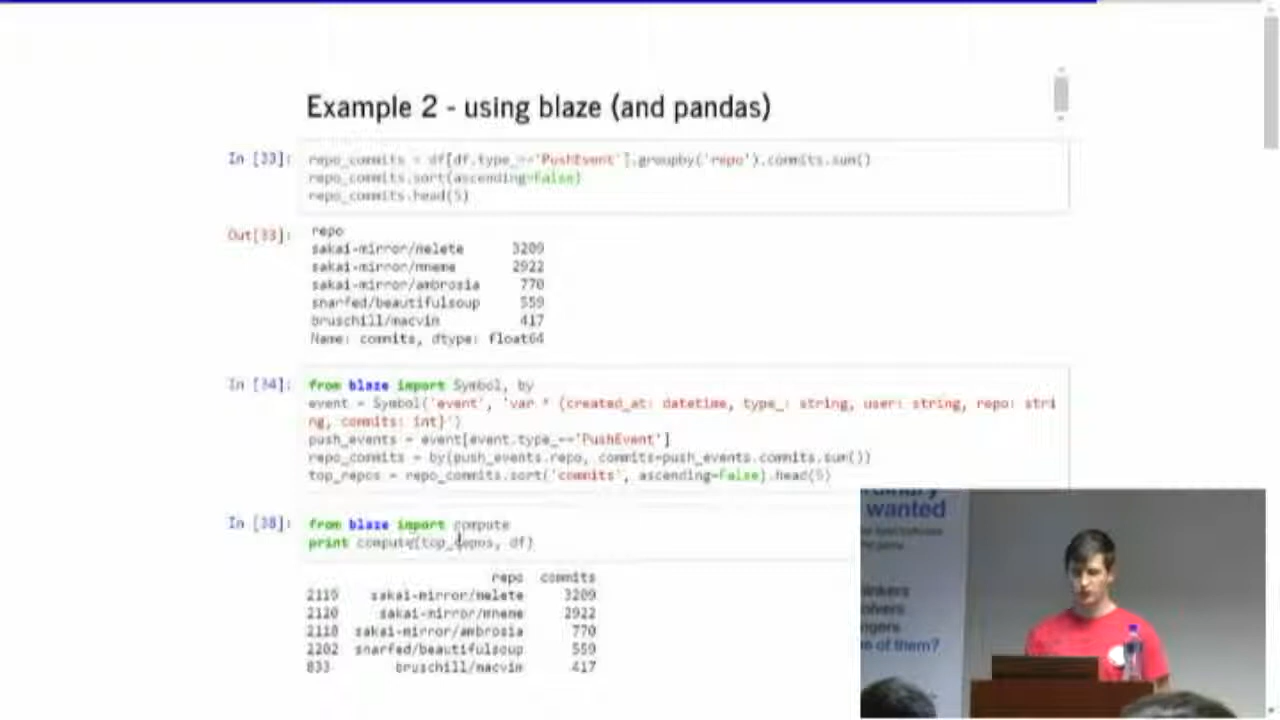 Example 2 - using blaze (and pandas)
In [33]:
repo_commits = df[df.type_=='PushEvent'].groupby('repo').commits.sum()
repo_commits.sort(ascending=False)
repo_commits.head(5)
Out[33]:
repo
sakai-mirror/melete 3209
sakai-mirror/mneme 2922
sakai-mirror/ambrosia 770
snarfed/beautifulsoup 559
bruschill/macvin 417
Name: commits, dtype: float64
In [34]:
from blaze import Symbol, by
event = Symbol('event', 'var * {created_at: datetime, type_: string, user: string, repo: stri
ng, commits: int}')
push_events = event[event.type_=='PushEvent']
repo_commits = by(push_events.repo, commits=push_events.commits.sum())
top_repos = repo_commits.sort('commits', ascending=False).head(5)
In [38]:
from blaze import compute
print compute(top_repos, df)
repo commits
2119 sakai-mirror/melete 3209
2120 sakai-mirror/mneme 2922
2118 sakai-mirror/ambrosia 770
2202 snarfed/beautifulsoup 559
833 bruschill/macvin 417
wanted
of them?